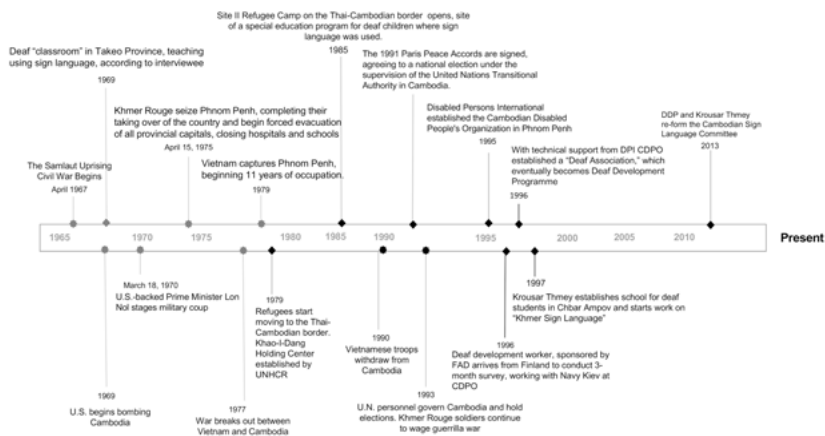 Site II Refugee Camp on the Thai-Cambodian border opens, site
of a special education program for deaf children where sign
language was used.
1985
Deaf “classroom” in Takeo Province, teaching
using sign language, according to interviewee
1969
The 1991 Paris Peace Accords are signed,
agreeing to a national election under the
supervision of the United Nations Transitional
Authority in Cambodia.
Khmer Rouge seize Phnom Penh, completing their
taking over of the country and begin forced evacuation
of all provincial capitals, closing hospitals and schools
April 15, 1975
Disabled Persons International
established the Cambodian Disabled
People's Organization in Phnom Penh
1995
DDP and Krousar Thmey
re-form the Cambodian Sign
Language Committee
2013
The Samlaut Uprising
Civil War Begins
April 1967
Vietnam captures Phnom Penh,
beginning 11 years of occupation.
1979
With technical support from DPI CDPO
established a “Deaf Association,” which
eventually becomes Deaf Development
Programme
1996
1965 1970 1975 1980 1985 1990 1995 2000 2005 2010
Present
March 18, 1970
U.S.-backed Prime Minister Lon
Nol stages military coup
1979
Refugees start
moving to the Thai-
Cambodian border.
Khao-I-Dang
Holding Center
established by
UNHCR
1997
Krousar Thmey establishes school for deaf
students in Chbar Ampov and starts work on
“Khmer Sign Language”
1990
Vietnamese troops
withdraw from
Cambodia
1996
Deaf development worker, sponsored by
FAD arrives from Finland to conduct 3-
month survey, working with Navy Kiev at
CDPO
1969
U.S. begins bombing
Cambodia
1977
War breaks out between
Vietnam and Cambodia
1993
U.N. personnel govern Cambodia and hold
elections. Khmer Rouge soldiers continue
to wage guerrilla war